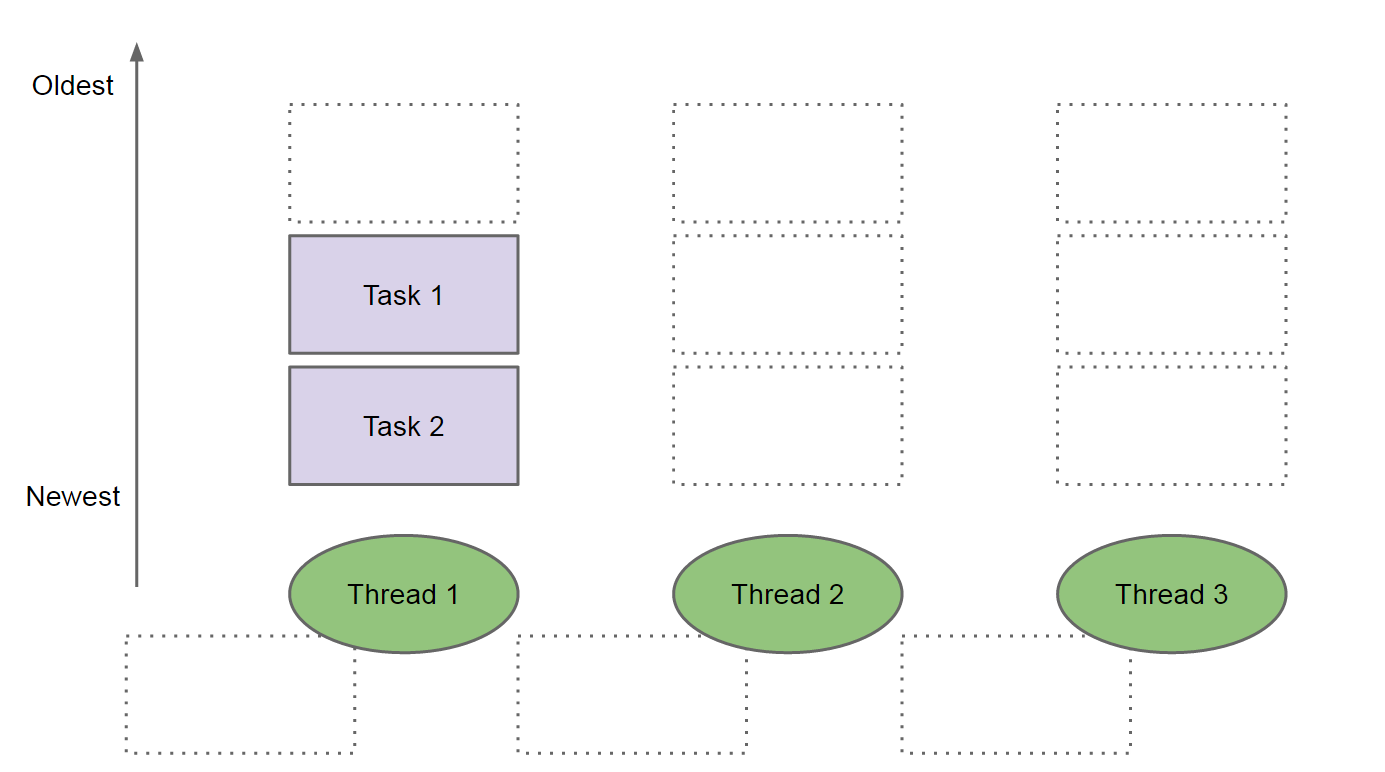 Oldest
Task 1
Task 2
Newest
Thread 1
Thread 2
Thread 3